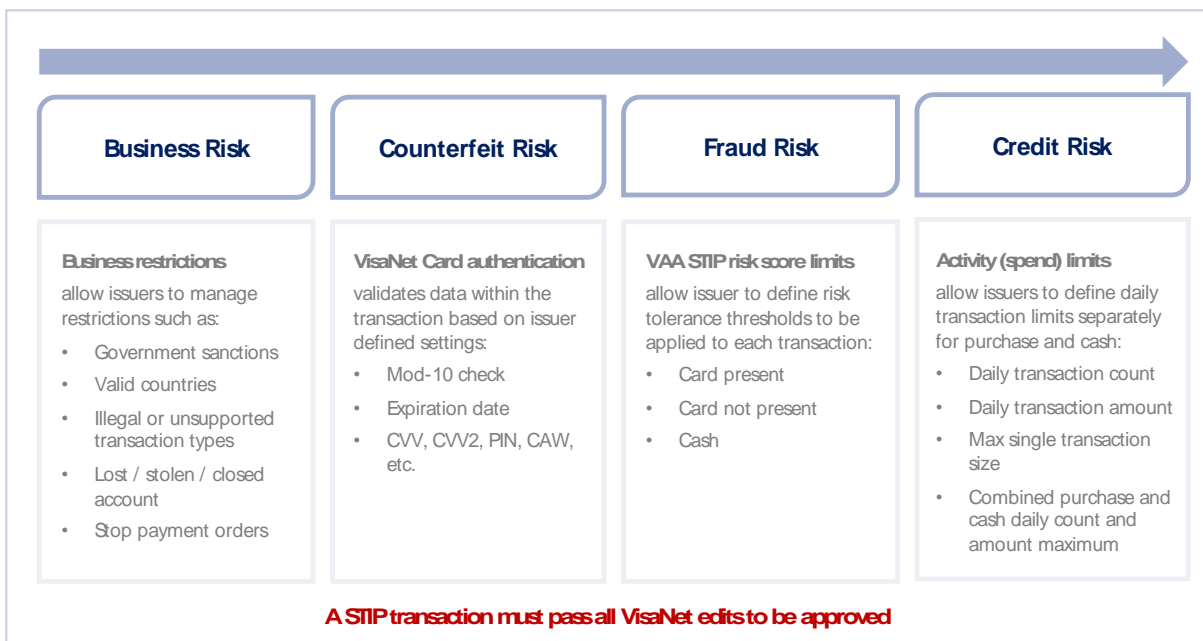 Business Risk
Counterfeit Risk
Fraud Risk
Credit Risk
Business restrictions
allow issuers to manage
restrictions such as:
• Government sanctions
• Valid countries
• Illegal or unsupported
transaction types
• Lost / stolen / closed
account
• Stop payment orders
VisaNet Card authentication
validates data within the
transaction based on issuer
defined settings:
• Mod-10 check
• Expiration date
• CVV, CVV2, PIN, CAVV,
etc.
VAA STIP risk score limits
allow issuer to define risk
tolerance thresholds to be
applied to each transaction:
• Card present
• Card not present
• Cash
Activity (spend) limits
allow issuers to define daily
transaction limits separately
for purchase and cash:
• Daily transaction count
• Daily transaction amount
• Max single transaction
size
• Combined purchase and
cash daily count and
amount maximum
A STIP transaction must pass all VisaNet edits to be approved